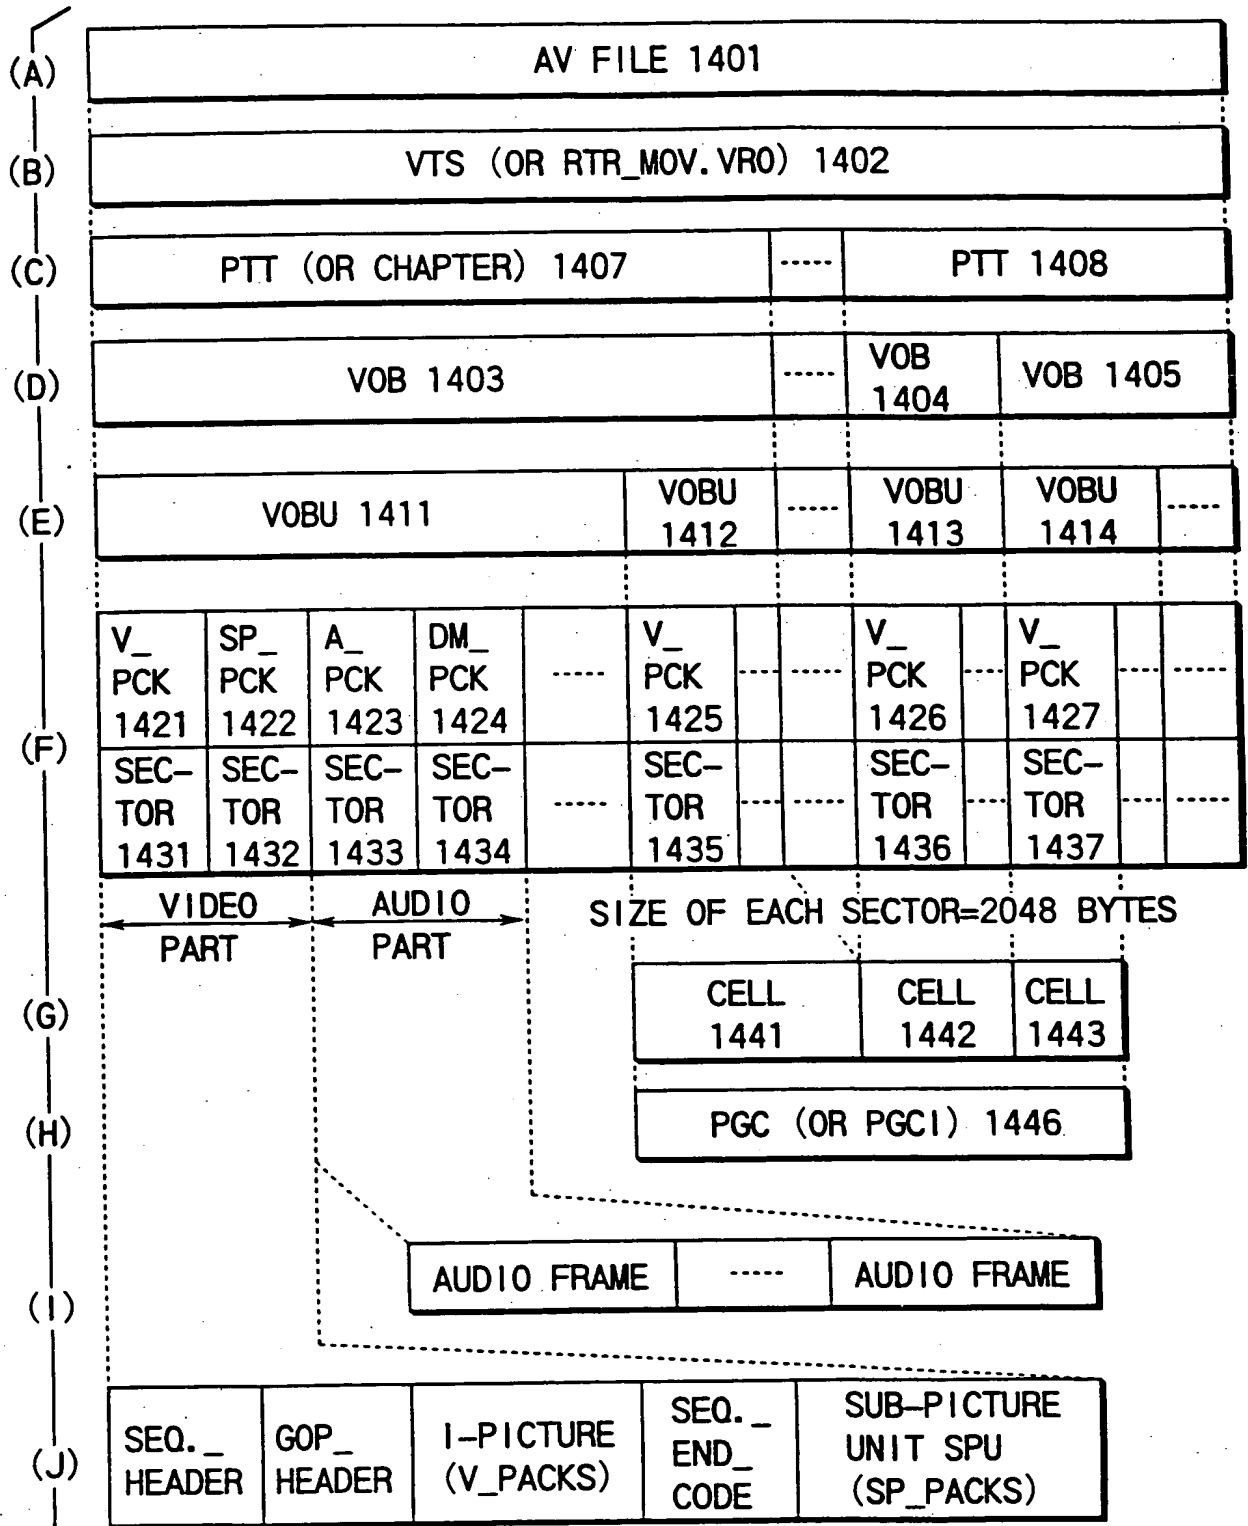 (A)
AV FILE 1401
(B)
VTS (OR RTR_MOV.VRO) 1402
(C)
PTT (OR CHAPTER) 1407
-----
PTT 1408
(D)
VOB 1403
-----
VOB
1404
VOB 1405
(E)
VOBU 1411
VOBU
1412
-----
VOBU
1413
VOBU
1414
-----
(F)
V_
PCK
1421
SP_
PCK
1422
A_
PCK
1423
DM_
PCK
1424
-----
V_
PCK
1425
----
-----
V_
PCK
1426
----
V_
PCK
1427
----
-----
SEC-
TOR
1431
SEC-
TOR
1432
SEC-
TOR
1433
SEC-
TOR
1434
-----
SEC-
TOR
1435
----
-----
SEC-
TOR
1436
----
SEC-
TOR
1437
----
-----
VIDEO
PART
AUDIO
PART
SIZE OF EACH SECTOR=2048 BYTES
(G)
CELL
1441
CELL
1442
CELL
1443
(H)
PGC (OR PGCI) 1446
(I)
AUDIO FRAME
-----
AUDIO FRAME
(J)
SEQ._
HEADER
GOP_
HEADER
I-PICTURE
(V_PACKS)
SEQ._
END_
CODE
SUB-PICTURE
UNIT SPU
(SP_PACKS)